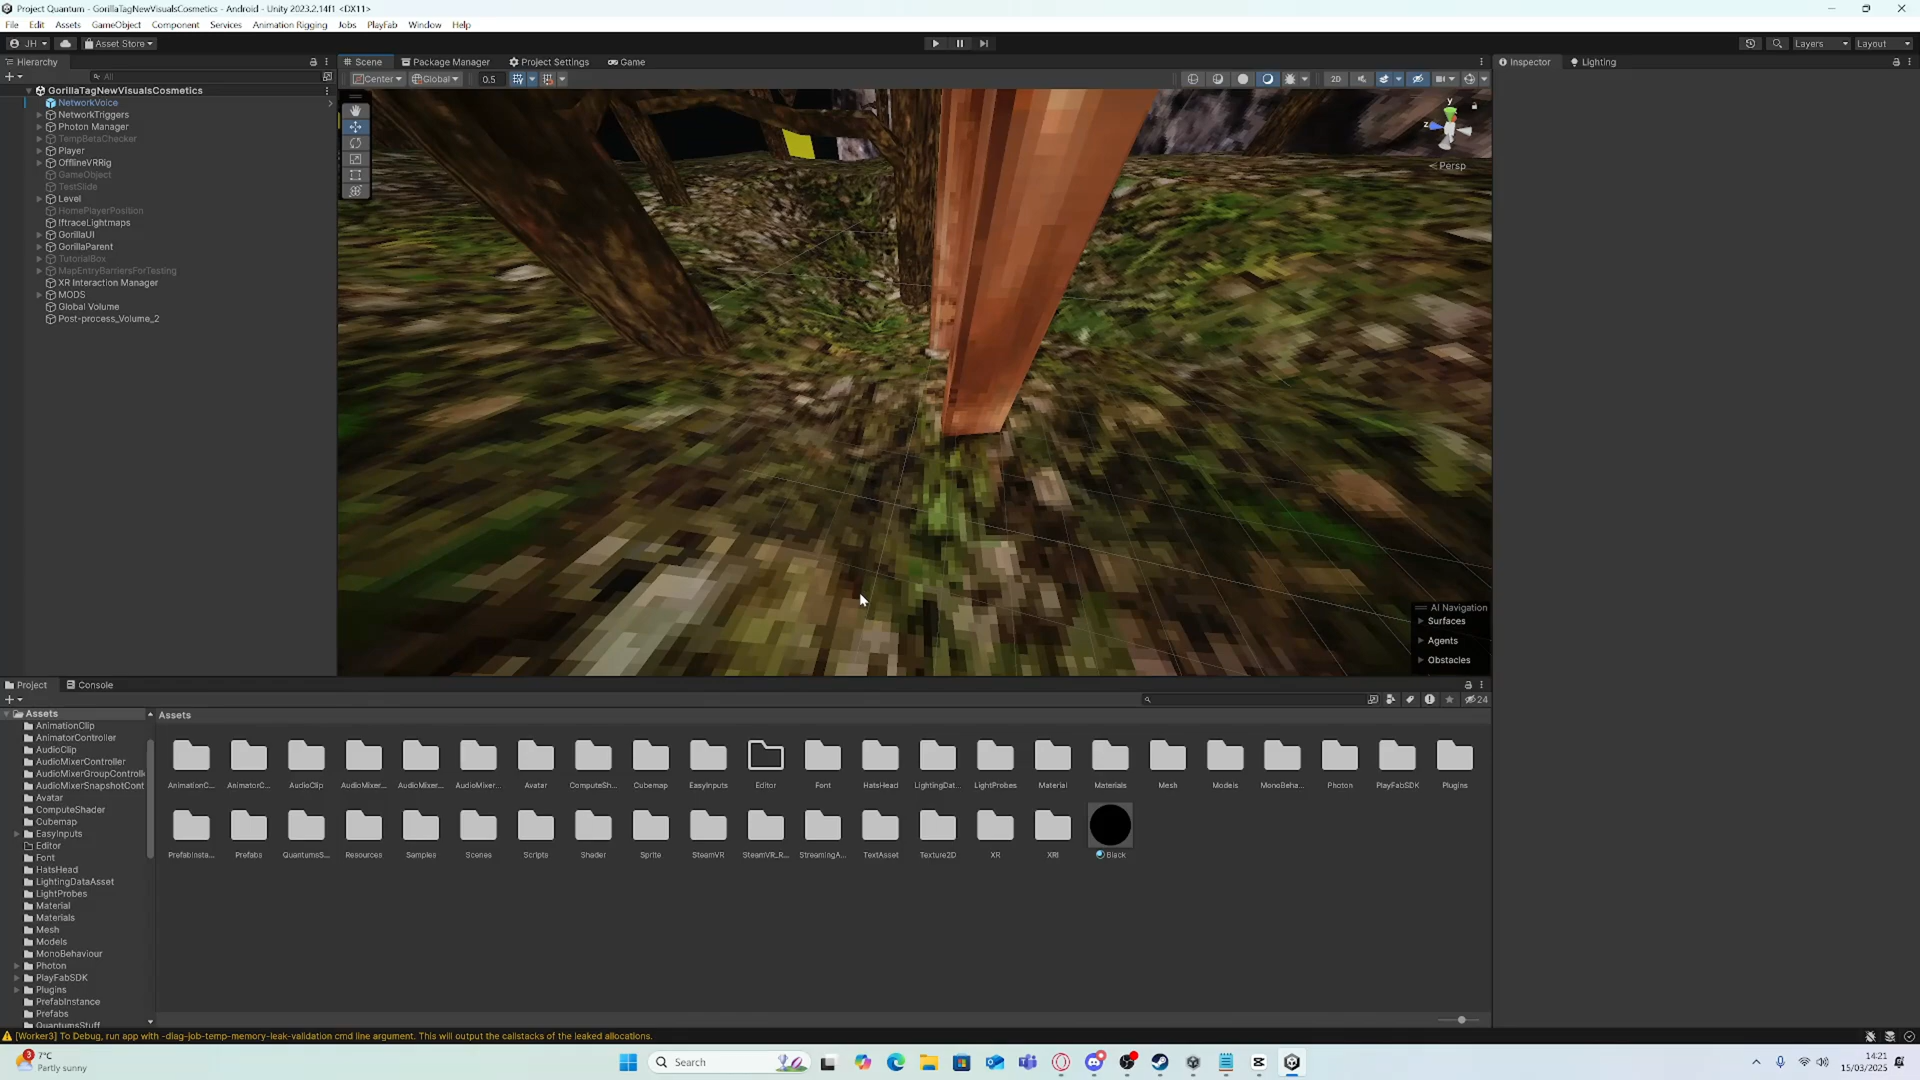 Project Quantum - GorillaTagNewVisualsCosmetics - Android - Unity 2023.2.14f1 <DX11>
File Edit Assets GameObject Component Services Animation Rigging Jobs PlayFab Window Help
JH Asset Store Layers Layout
Hierarchy Scene Package Manager Project Settings Game Inspector Lighting
All Center Global 0.5 2D
GorillaTagNewVisualsCosmetics
NetworkVoice
NetworkTriggers
Photon Manager
TempBetaChecker
Player
OfflineVRRig
GameObject
TestSlide
Level
HomePlayerPosition
!ftraceLightmaps
GorillaUI
GorillaParent
TutorialBox
MapEntryBarriersForTesting
XR Interaction Manager
MODS
Global Volume
Post-process_Volume_2
y
z
Persp
AI Navigation
Surfaces
Agents
Obstacles
Project Console
24
Assets
AnimationClip
AnimatorController
AudioClip
AudioMixerController
AudioMixerGroupControll
AudioMixerSnapshotCont
Avatar
ComputeShader
Cubemap
EasyInputs
Editor
Font
HatsHead
LightingDataAsset
LightProbes
Material
Materials
Mesh
Models
MonoBehaviour
Photon
PlayFabSDK
Plugins
PrefabInstance
Prefabs
QuantumsStuff
Assets
AnimationC... AnimatorC... AudioClip AudioMixer... AudioMixer... AudioMixer... Avatar ComputeSh... Cubemap EasyInputs Editor Font HatsHead LightingDat... LightProbes Material Materials Mesh Models MonoBeha... Photon PlayFabSDK Plugins
PrefabInsta... Prefabs QuantumsS... Resources Samples Scenes Scripts Shader Sprite SteamVR SteamVR_R... StreamingA... TextAsset Texture2D XR XRI Black
[Worker3] To Debug, run app with -diag-job-temp-memory-leak-validation cmd line argument. This will output the callstacks of the leaked allocations.
3
7°C
Partly sunny
Search
14:21
15/03/2025